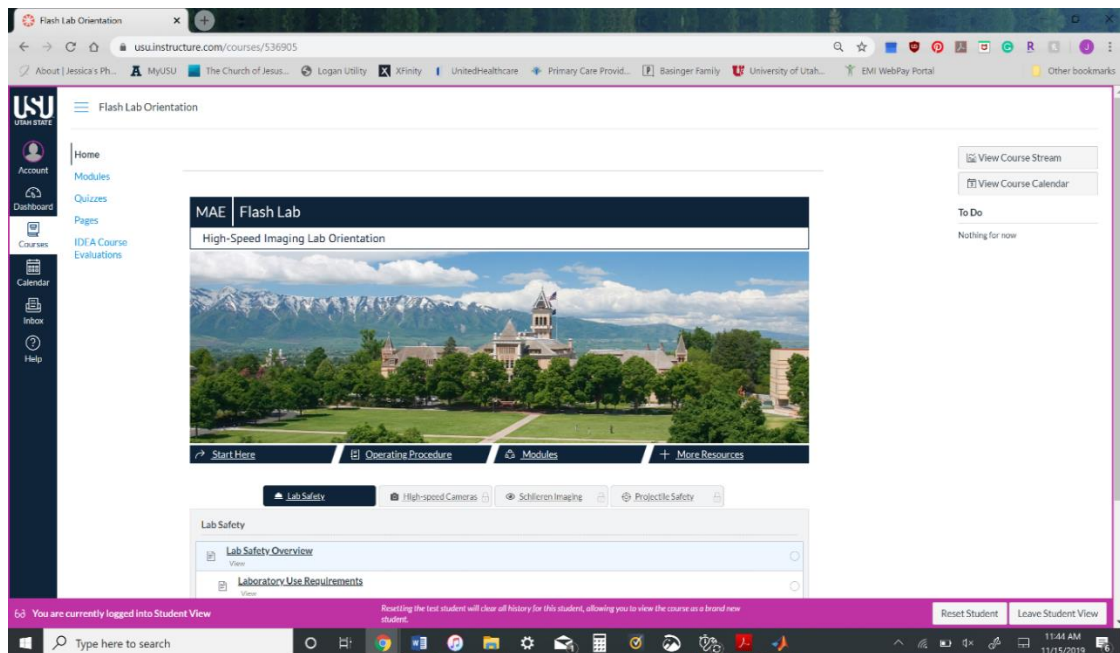 Flash Lab Orientation
usu.instructure.com/courses/536905
About | Jessica's Ph...
MyUSU
The Church of Jesus...
Logan Utility
XFinity
UnitedHealthcare
Primary Care Provid...
Basinger Family
University of Utah...
EMI WebPay Portal
Other bookmarks
USU
UTAH STATE
Flash Lab Orientation
Account
Dashboard
Courses
Calendar
Inbox
Help
Home
Modules
Quizzes
Pages
IDEA Course
Evaluations
MAE Flash Lab
High-Speed Imaging Lab Orientation
Start Here
Operating Procedure
Modules
More Resources
Lab Safety
High-speed Cameras
Schlieren Imaging
Projectile Safety
Lab Safety
Lab Safety Overview
View
Laboratory Use Requirements
View
View Course Stream
View Course Calendar
To Do
Nothing for now
You are currently logged into Student View
Resetting the test student will clear all history for this student, allowing you to view the course as a brand new
student.
Reset Student
Leave Student View
Type here to search
11:44 AM
11/15/2019